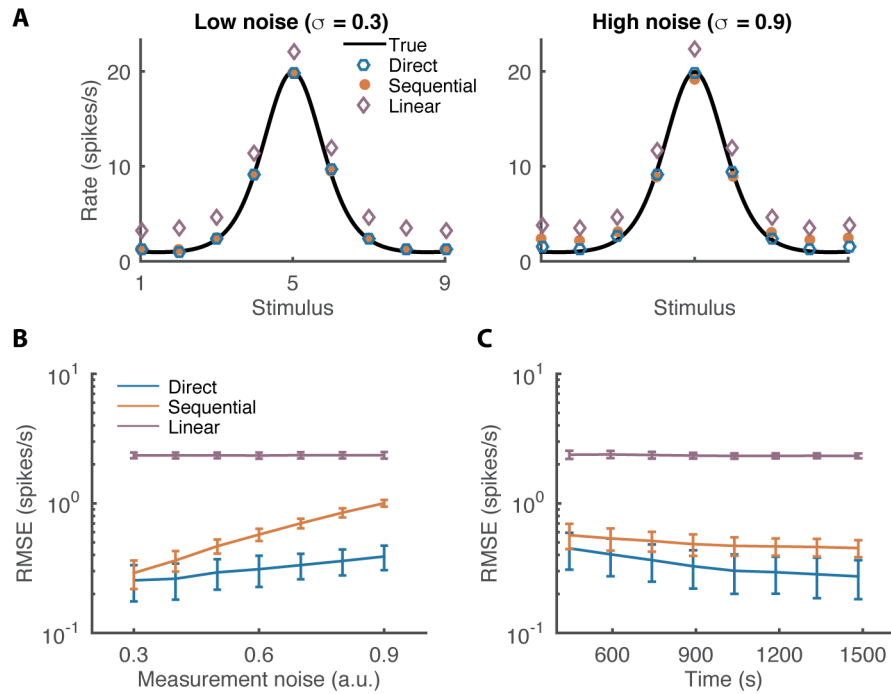 A
Low noise (σ = 0.3)
High noise (σ = 0.9)
True
Direct
Sequential
Linear
Rate (spikes/s)
20
10
0
1
5
9
Stimulus
20
10
0
Stimulus
B
Direct
Sequential
Linear
RMSE (spikes/s)
10¹
10⁰
10⁻¹
0.3
0.6
0.9
Measurement noise (a.u.)
C
RMSE (spikes/s)
10¹
10⁰
10⁻¹
600
900
1200
1500
Time (s)